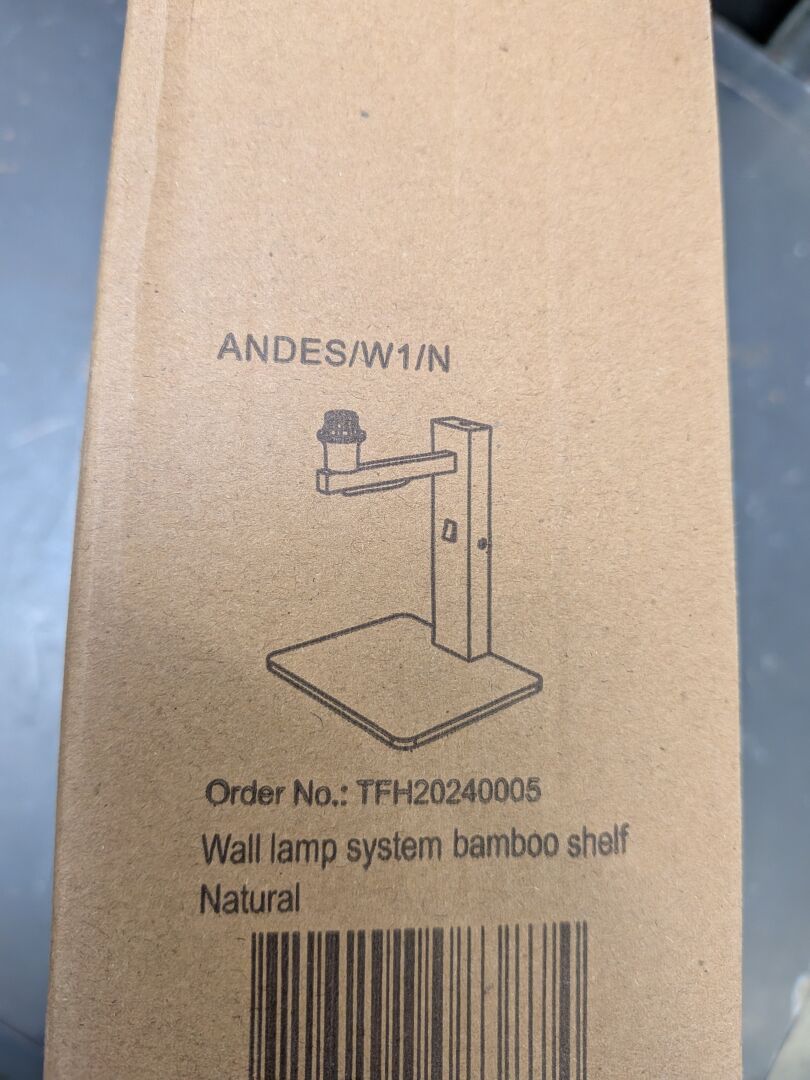 ANDES/W1/N
Order No.: TFH20240005
Wall lamp system bamboo shelf
Natural